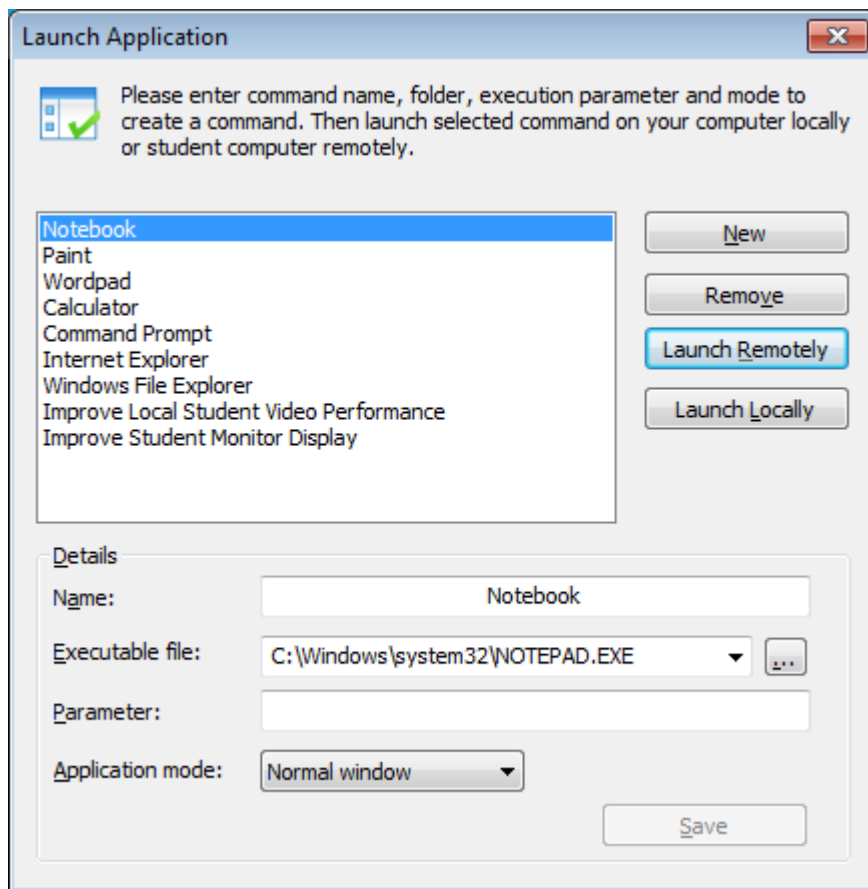 Launch Application
Please enter command name, folder, execution parameter and mode to
create a command. Then launch selected command on your computer locally
or student computer remotely.
Notebook
Paint
Wordpad
Calculator
Command Prompt
Internet Explorer
Windows File Explorer
Improve Local Student Video Performance
Improve Student Monitor Display
New
Remove
Launch Remotely
Launch Locally
Details
Name: Notebook
Executable file: C:\Windows\system32\NOTEPAD.EXE ...
Parameter:
Application mode: Normal window
Save